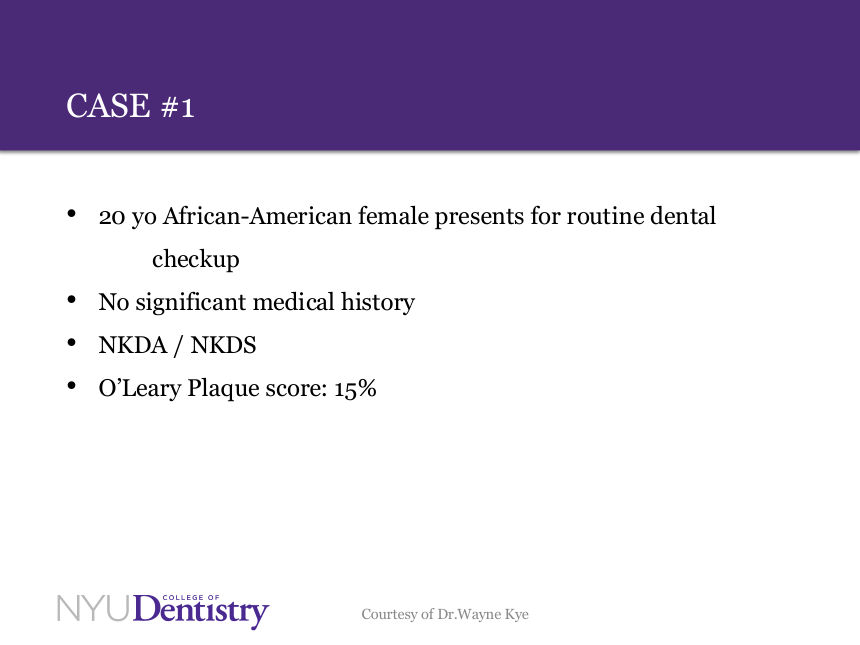 CASE #1
• 20 yo African-American female presents for routine dental
checkup
• No significant medical history
• NKDA / NKDS
• O’Leary Plaque score: 15%
NYU COLLEGE OF Dentistry
Courtesy of Dr.Wayne Kye